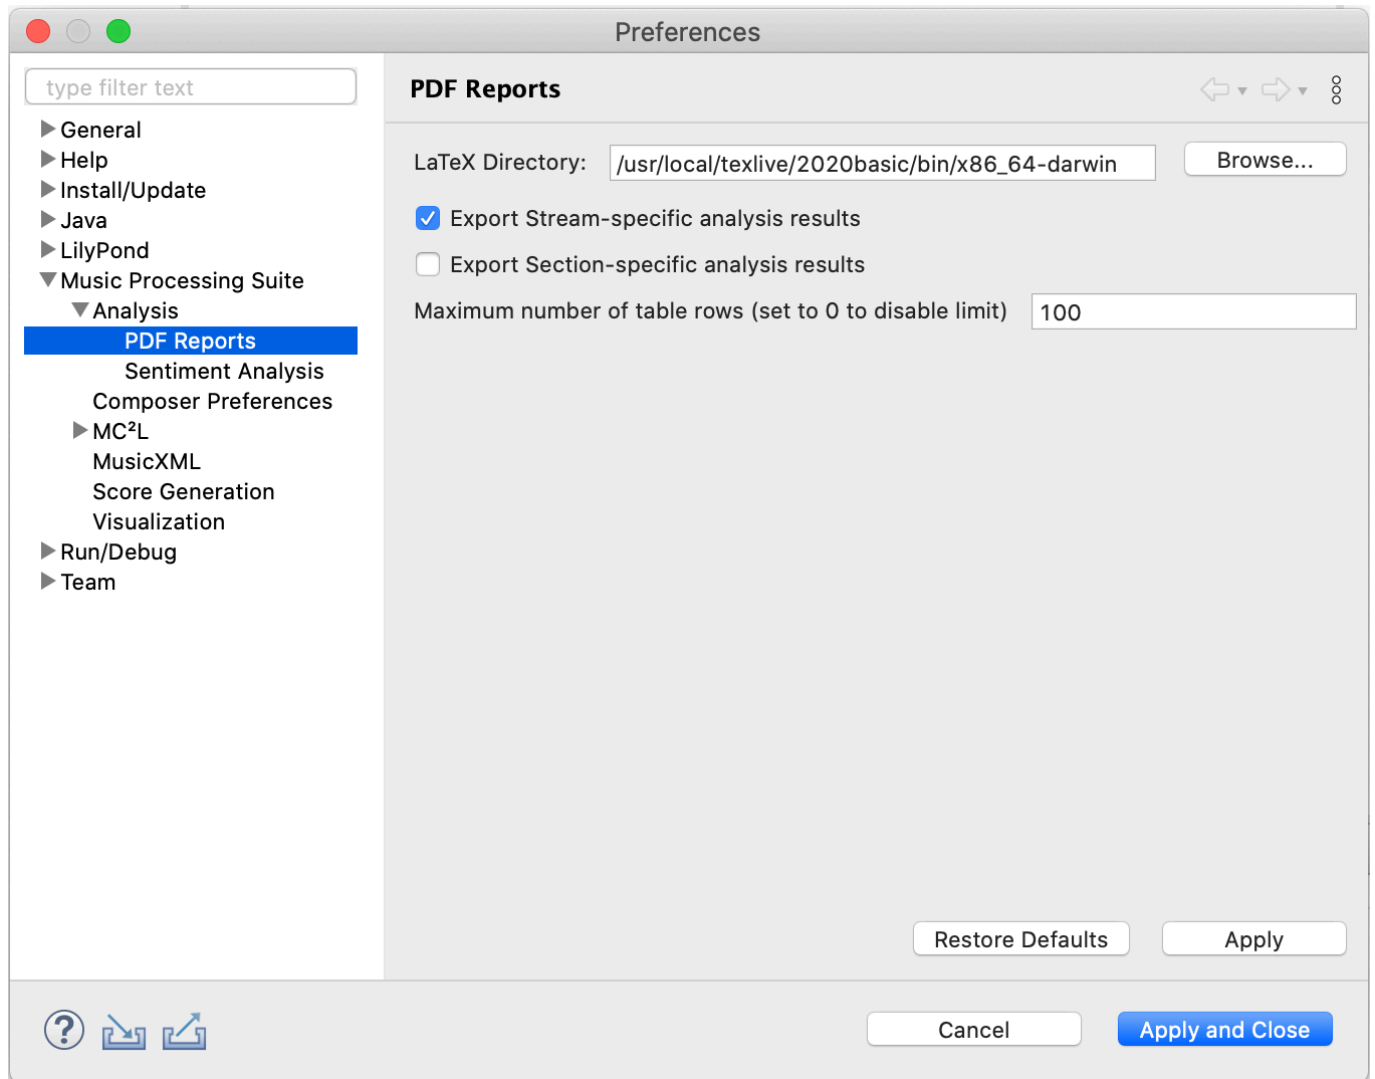 Preferences
type filter text
General
Help
Install/Update
Java
LilyPond
Music Processing Suite
Analysis
PDF Reports
Sentiment Analysis
Composer Preferences
MC²L
MusicXML
Score Generation
Visualization
Run/Debug
Team
PDF Reports
LaTeX Directory: /usr/local/texlive/2020basic/bin/x86_64-darwin Browse...
Export Stream-specific analysis results
Export Section-specific analysis results
Maximum number of table rows (set to 0 to disable limit) 100
Restore Defaults Apply
? Cancel Apply and Close